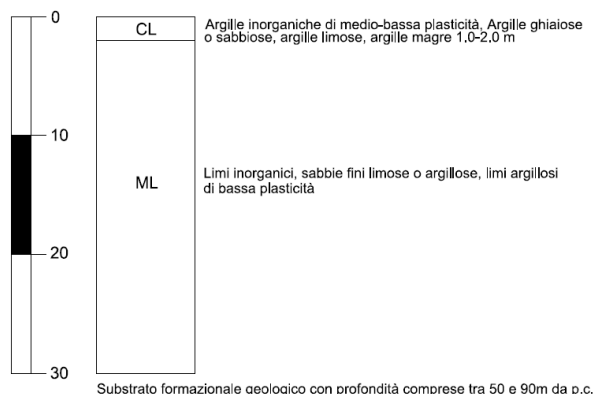 0
CL
Argille inorganiche di medio-bassa plasticità, Argille ghiaiose
o sabbiose, argille limose, argille magre 1,0-2,0 m
10
ML
Limi inorganici, sabbie fini limose o argillose, limi argillosi
di bassa plasticità
20
30
Substrato formazionale geologico con profondità comprese tra 50 e 90m da p.c.